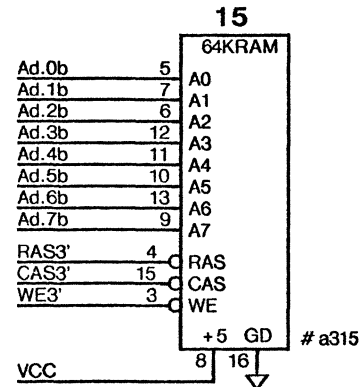 15
64KRAM
Ad.0b 5 A0
Ad.1b 7 A1
Ad.2b 6 A2
Ad.3b 12 A3
Ad.4b 11 A4
Ad.5b 10 A5
Ad.6b 13 A6
Ad.7b 9 A7
RAS3' 4 RAS
CAS3' 15 CAS
WE3' 3 WE
+5 GD # a315
VCC 8 16